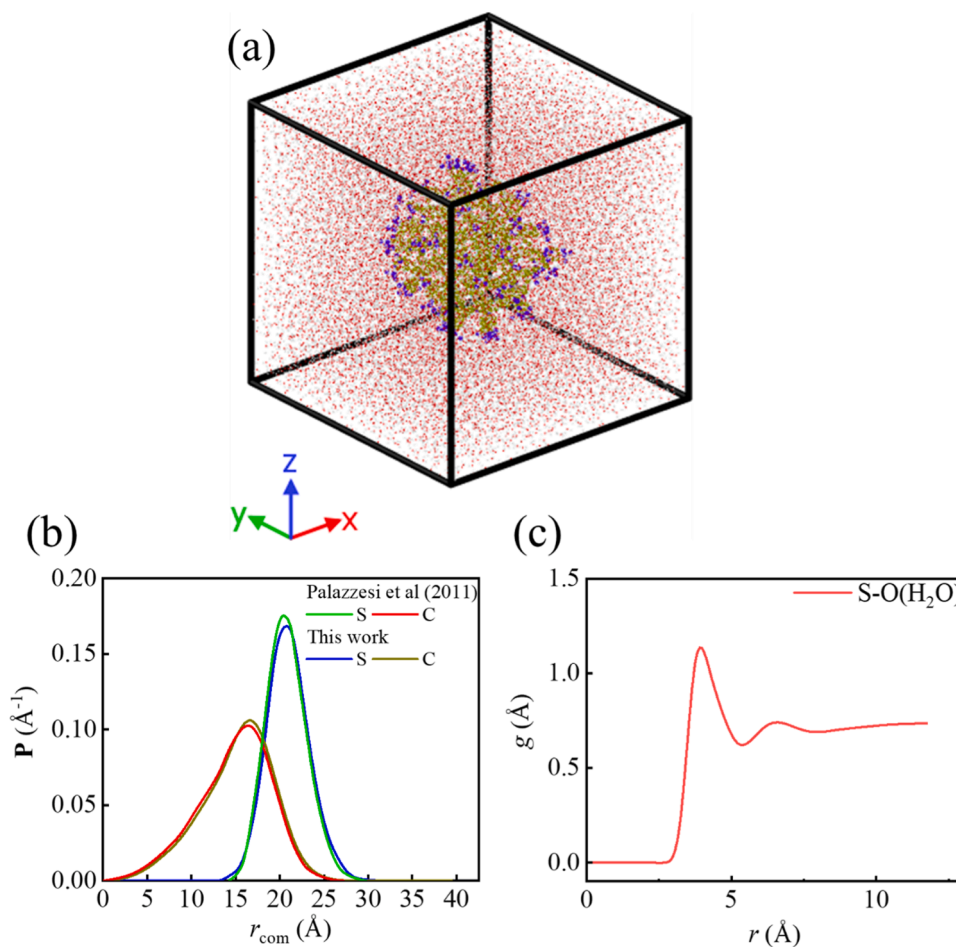 (a)
z
y
x
(b)
0.20
0.15
0.10
0.05
0.00
P (Å⁻¹)
Palazzesi et al (2011)
S C
This work
S C
0 5 10 15 20 25 30 35 40
r_com (Å)
(c)
1.5
1.0
0.5
0.0
g (Å)
S-O(H₂O)
0 5 10
r (Å)